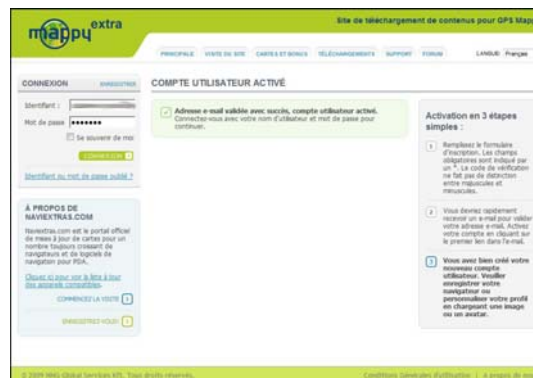 mappy extra
Site de téléchargement de contenus pour GPS Mapp
PRINCIPALE VISITE DU SITE CARTES ET BONUS TÉLÉCHARGEMENTS SUPPORT FORUM LANGUE: Français
CONNEXION ENREGISTRER
Identifiant :
Mot de passe
Se souvenir de moi
CONNEXION
Identifiant ou mot de passe oublié ?
À PROPOS DE
NAVIEXTRAS.COM
Naviextras.com est le portail officiel
de mises à jour de cartes pour un
nombre toujours croissant de
navigateurs et de logiciels de
navigation pour PDA.
Cliquez ici pour voir la liste à jour
des appareils compatibles.
COMMENCEZ LA VISITE
ENREGISTREZ-VOUS!
COMPTE UTILISATEUR ACTIVÉ
Adresse e-mail validée avec succès, compte utilisateur activé.
Connectez-vous avec votre nom d'utilisateur et mot de passe pour
continuer.
Activation en 3 étapes
simples :
1 Remplissez le formulaire
d'inscription. Les champs
obligatoires sont indiqué par
un *. Le code de vérification
ne fait pas de distinction
entre majuscules et
minuscules.
2 Vous devriez rapidement
recevoir un e-mail pour valider
votre adresse e-mail. Activez
votre compte en cliquant sur
le premier lien dans l'e-mail.
3 Vous avez bien créé votre
nouveau compte
utilisateur. Veuiller
enregistrer votre
navigateur ou
personnaliser votre profil
en chargeant une image
ou un avatar.
© 2009 NNG Global Services Kft. Tous droits réservés.
Conditions Générales d'utilisation | A propos de nou